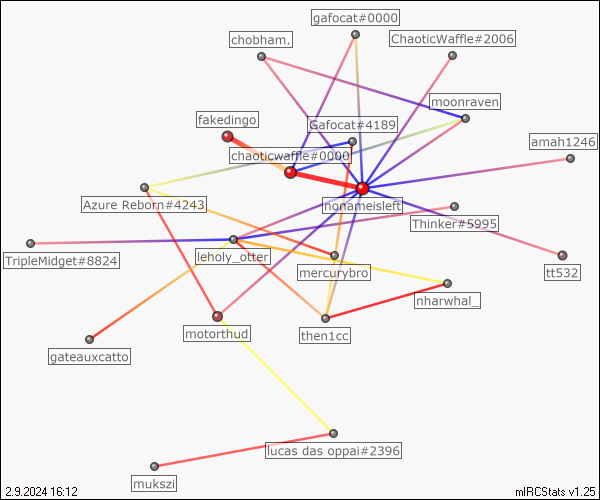 gafocat#0000
chobham.
ChaoticWaffle#2006
moonraven
fakedingo
Gafocat#4189
amah1246
chaoticwaffle#0000
Azure Reborn#4243
nonameisleft
Thinker#5995
TripleMidget#8824
leholy_otter
mercurybro
tt532
nharwhal_
motorthud
then1cc
gateauxcatto
lucas das oppai#2396
mukszi
2.9.2024 16:12
mIRCStats v1.25